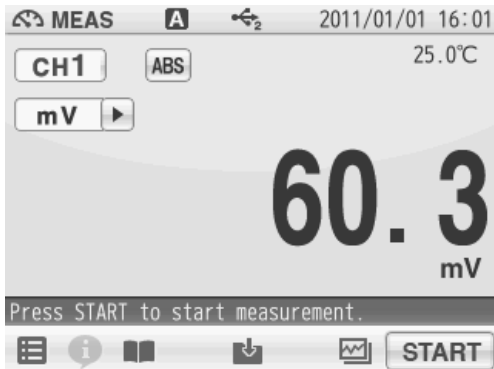 MEAS A 2 2011/01/01 16:01
CH1 ABS 25.0℃
mV
60.3
mV
Press START to start measurement.
i START